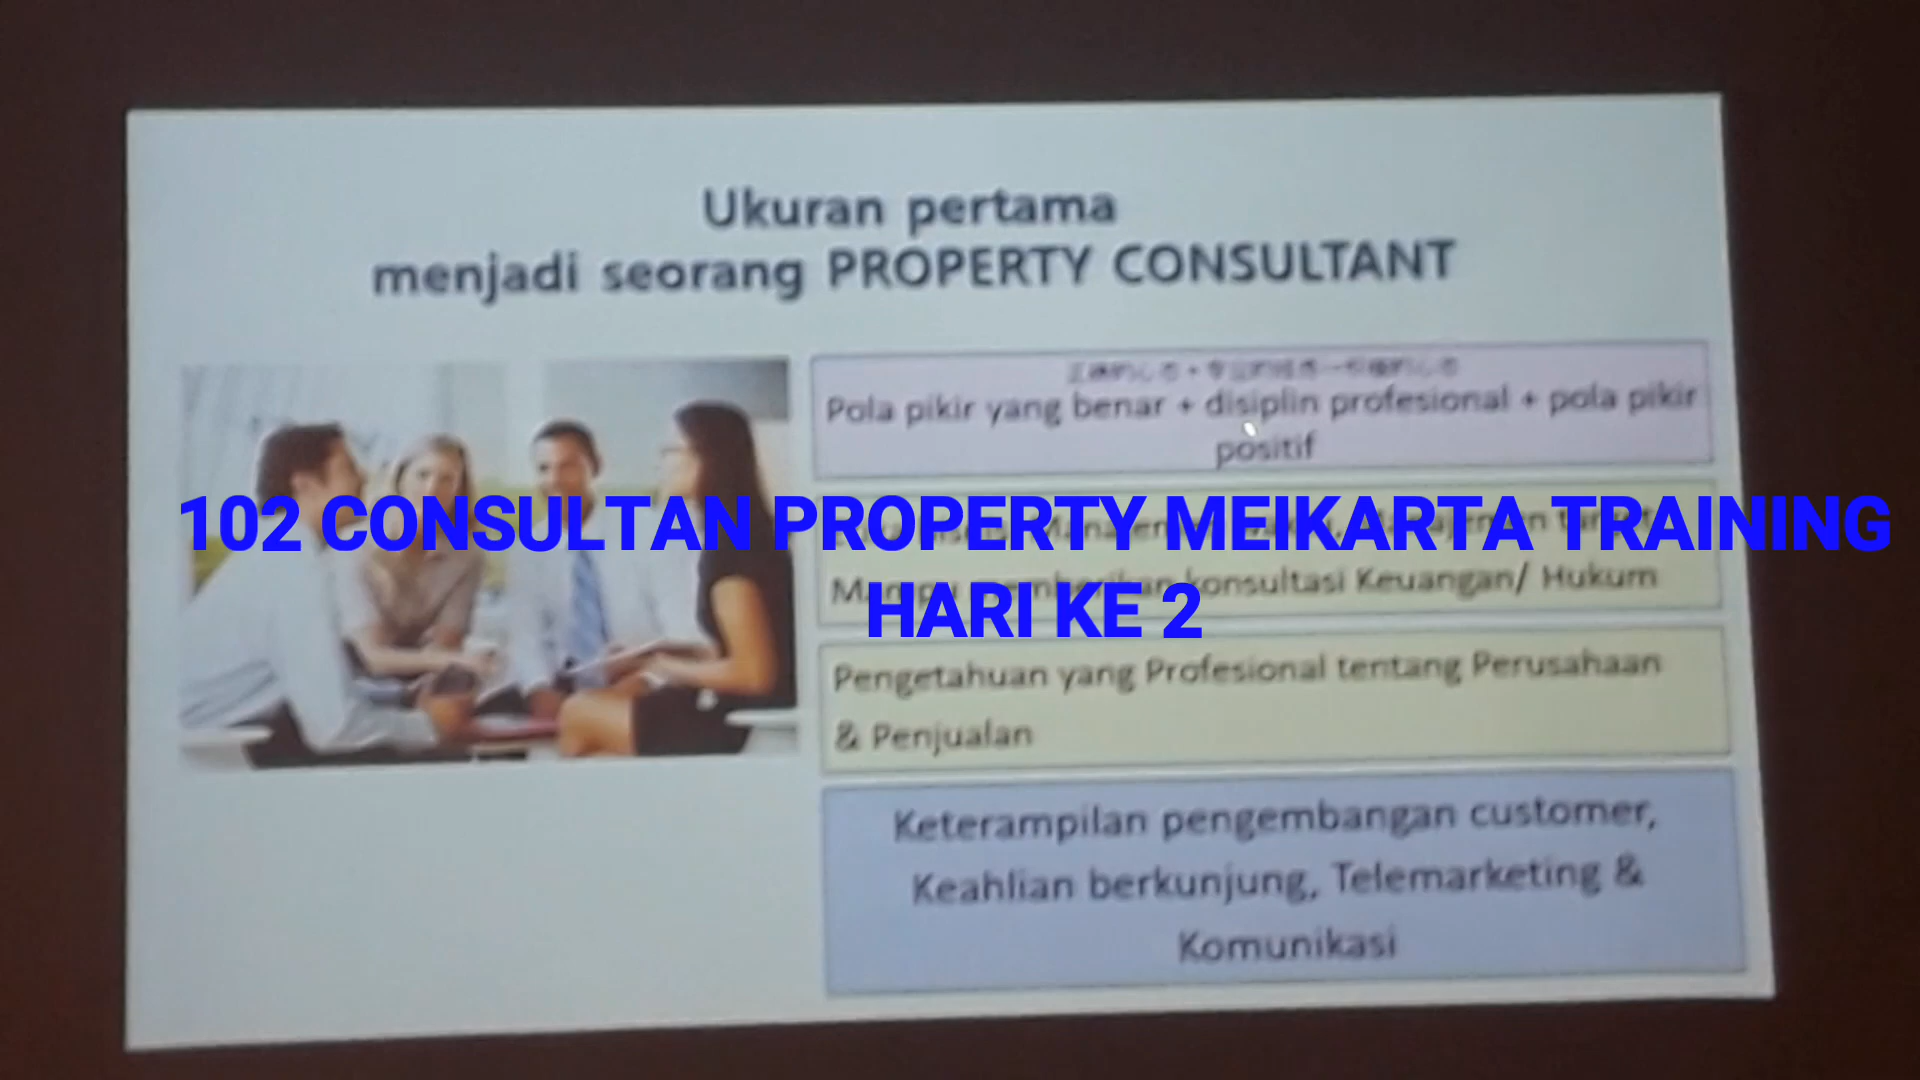 Ukuran pertama
menjadi seorang PROPERTY CONSULTANT
Pola pikir yang benar + disiplin profesional + pola pikir
positif
102 CONSULTAN PROPERTY MEIKARTA TRAINING
HARI KE 2
konsultasi Keuangan/ Hukum
Pengetahuan yang Profesional tentang Perusahaan
& Penjualan
Keterampilan pengembangan customer,
Keahlian berkunjung, Telemarketing &
Komunikasi